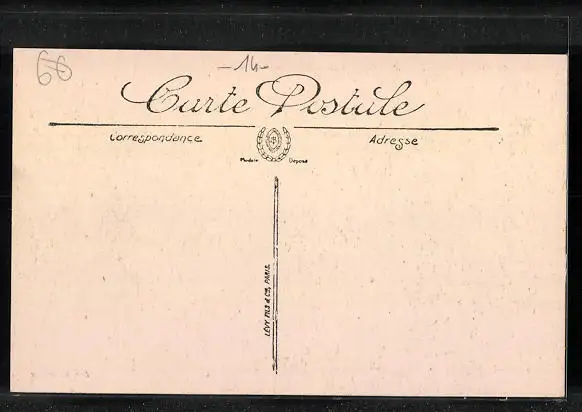 66
-14-
Carte Postale
Correspondance
Adresse
Modèle Déposé
LÉVY FILS & Cie, PARIS